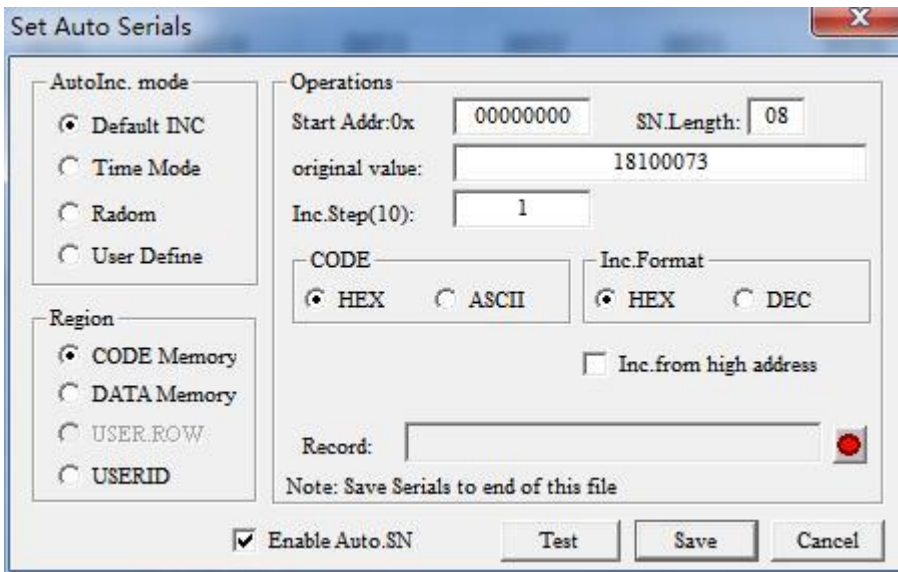 Set Auto Serials
AutoInc. mode
Default INC
Time Mode
Radom
User Define
Region
CODE Memory
DATA Memory
USER.ROW
USERID
Operations
Start Addr:0x 00000000 SN.Length: 08
original value: 18100073
Inc.Step(10): 1
CODE
HEX ASCII
Inc.Format
HEX DEC
Inc.from high address
Record:
Note: Save Serials to end of this file
Enable Auto.SN Test Save Cancel